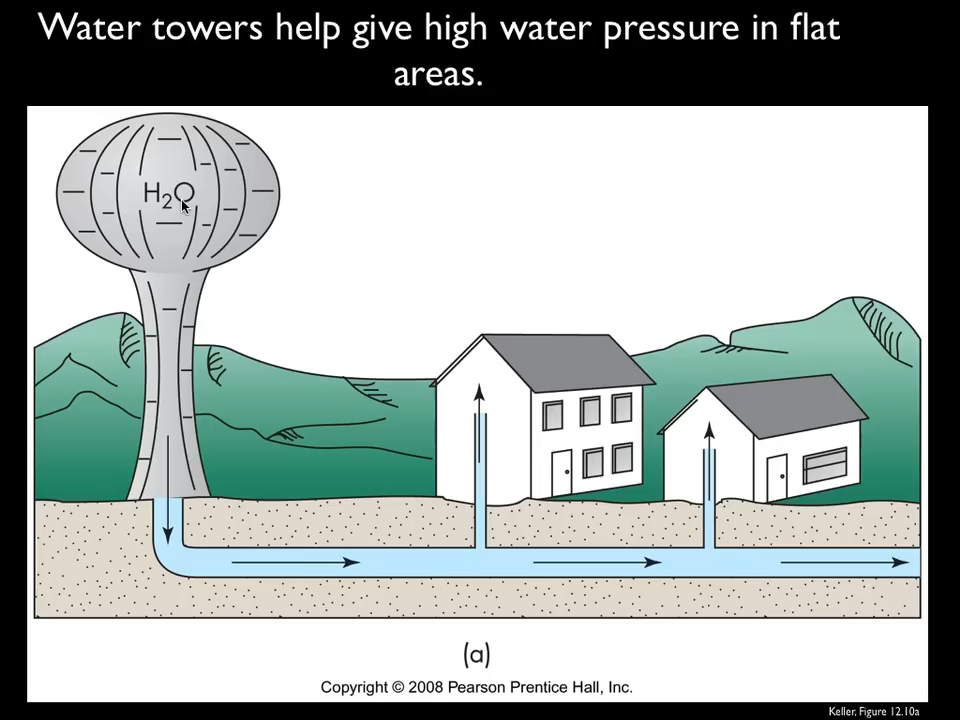 Water towers help give high water pressure in flat
areas.
H₂O
(a)
Copyright © 2008 Pearson Prentice Hall, Inc.
Keller, Figure 12.10a